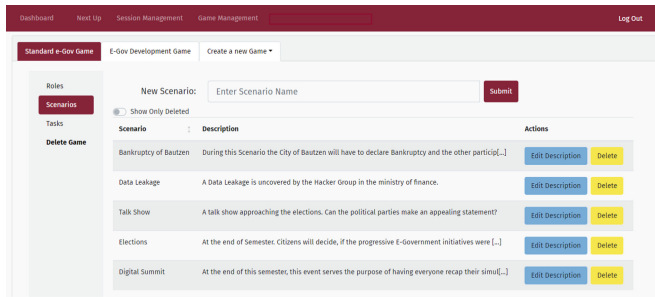 Dashboard Next Up Session Management Game Management Log Out
Standard e-Gov Game E-Gov Development Game Create a new Game
Roles
Scenarios
Tasks
Delete Game
New Scenario: Enter Scenario Name Submit
Show Only Deleted
Scenario Description Actions
Bankruptcy of Bautzen During this Scenario the City of Bautzen will have to declare Bankruptcy and the other particip[...] Edit Description Delete
Data Leakage A Data Leakage is uncovered by the Hacker Group in the ministry of finance. Edit Description Delete
Talk Show A talk show approaching the elections. Can the political parties make an appealing statement? Edit Description Delete
Elections At the end of Semester. Citizens will decide, if the progressive E-Government initiatives were [...] Edit Description Delete
Digital Summit At the end of this semester, this event serves the purpose of having everyone recap their simul[...] Edit Description Delete